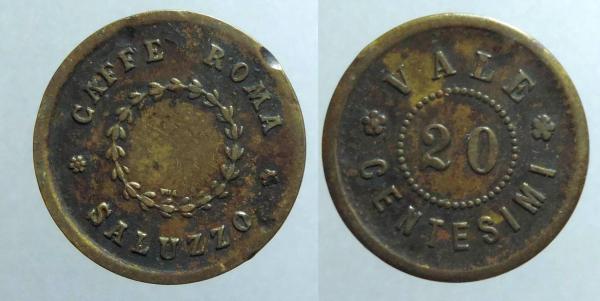 CAFFE ROMA
SALUZZO
VALE
20
CENTESIMI